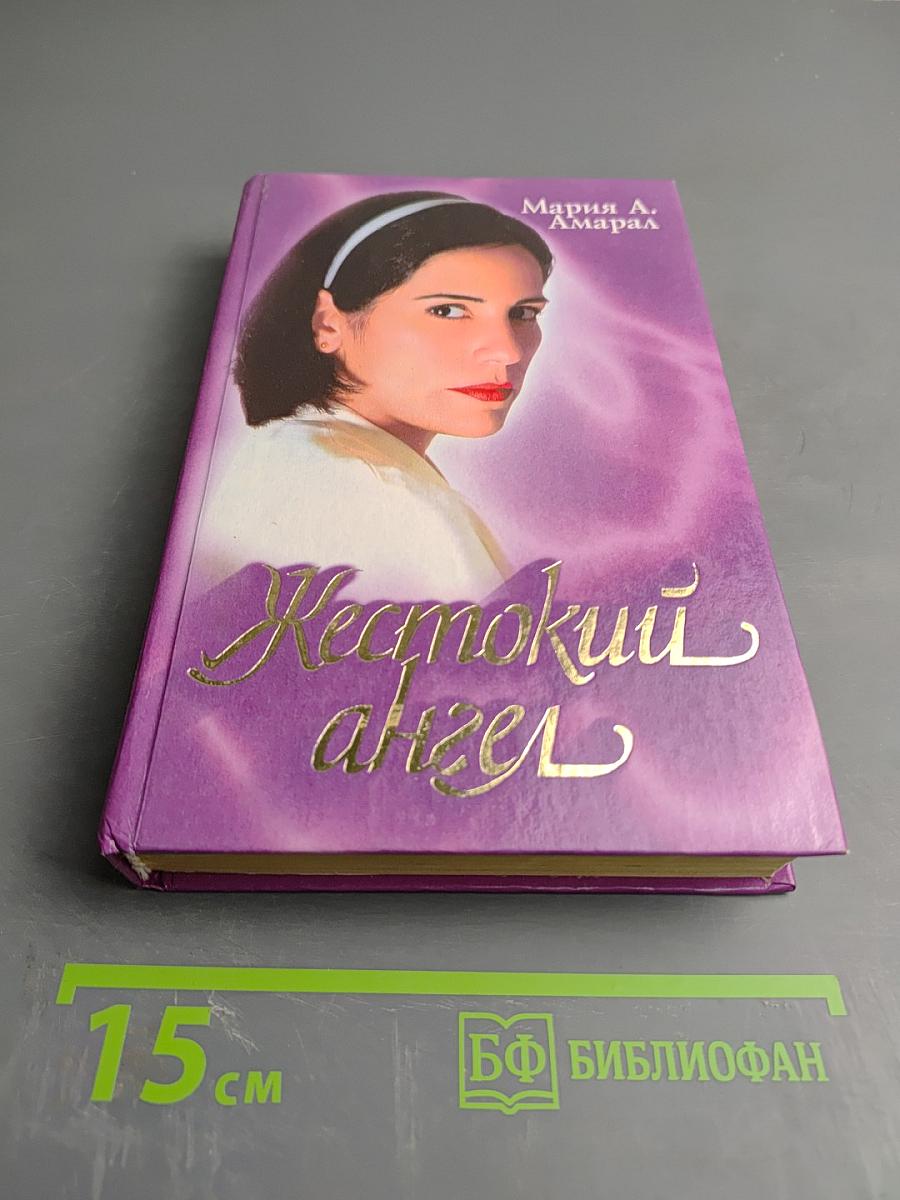 Мария А.
Амарал
Жестокий
ангел
15 см
БФ БИБЛИОФАН